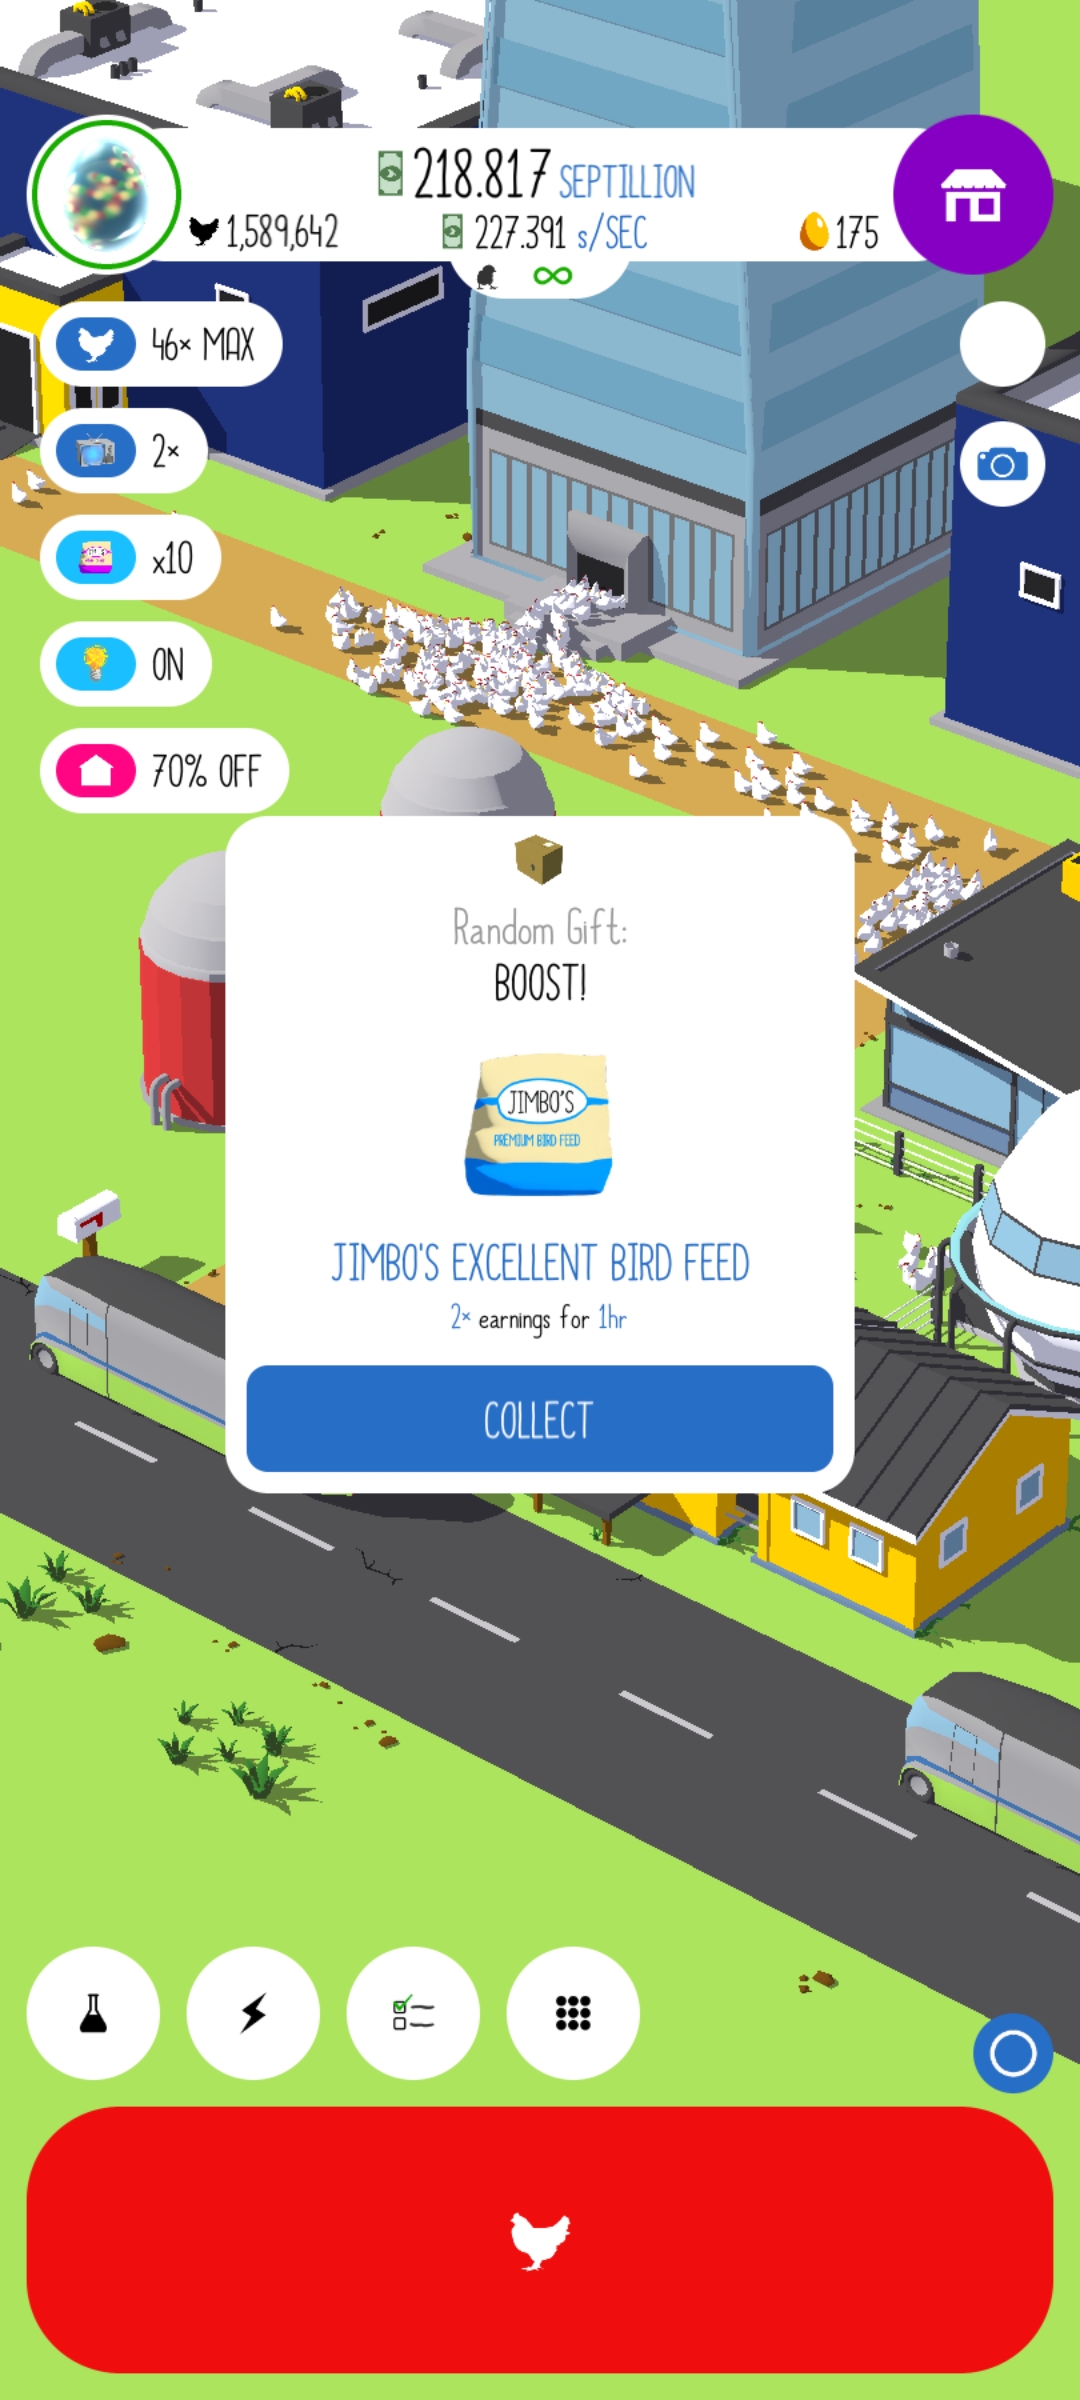 218.817 SEPTILLION
1,589,642
227.391 s/SEC
175
46× MAX
2×
x10
ON
70% OFF
Random Gift:
BOOST!
JIMBO'S
PREMIUM BIRD FEED
JIMBO'S EXCELLENT BIRD FEED
2× earnings for 1hr
COLLECT